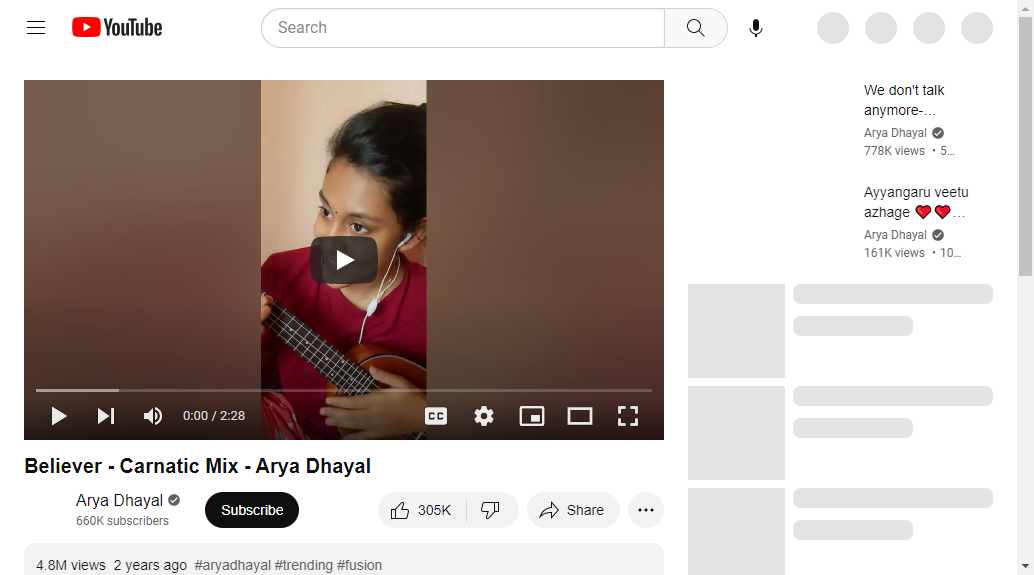 YouTube
Search
We don't talk
anymore-…
Arya Dhayal
778K views • 5…
Ayyangaru veetu
azhage ❤️❤️…
Arya Dhayal
161K views • 10…
CC
0:00 / 2:28
Believer - Carnatic Mix - Arya Dhayal
Arya Dhayal
660K subscribers
Subscribe
305K
Share
4.8M views 2 years ago #aryadhayal #trending #fusion